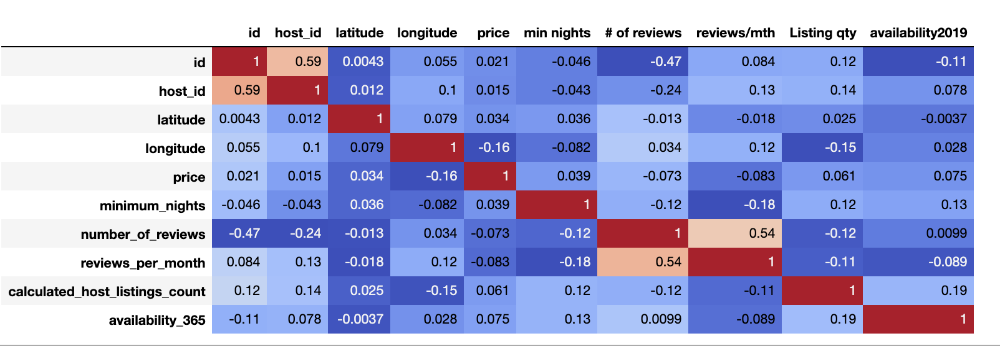 id host_id latitude longitude price min nights # of reviews reviews/mth Listing qty availability2019
id 1 0.59 0.0043 0.055 0.021 -0.046 -0.47 0.084 0.12 -0.11
host_id 0.59 1 0.012 0.1 0.015 -0.043 -0.24 0.13 0.14 0.078
latitude 0.0043 0.012 1 0.079 0.034 0.036 -0.013 -0.018 0.025 -0.0037
longitude 0.055 0.1 0.079 1 -0.16 -0.082 0.034 0.12 -0.15 0.028
price 0.021 0.015 0.034 -0.16 1 0.039 -0.073 -0.083 0.061 0.075
minimum_nights -0.046 -0.043 0.036 -0.082 0.039 1 -0.12 -0.18 0.12 0.13
number_of_reviews -0.47 -0.24 -0.013 0.034 -0.073 -0.12 1 0.54 -0.12 0.0099
reviews_per_month 0.084 0.13 -0.018 0.12 -0.083 -0.18 0.54 1 -0.11 -0.089
calculated_host_listings_count 0.12 0.14 0.025 -0.15 0.061 0.12 -0.12 -0.11 1 0.19
availability_365 -0.11 0.078 -0.0037 0.028 0.075 0.13 0.0099 -0.089 0.19 1